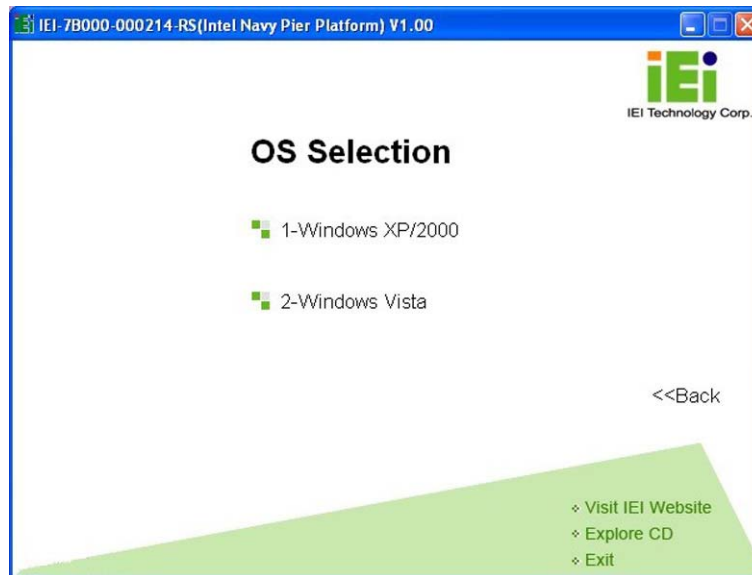 IEI-7B000-000214-RS(Intel Navy Pier Platform) V1.00
iEi
IEI Technology Corp.
OS Selection
1-Windows XP/2000
2-Windows Vista
<<Back
Visit IEI Website
Explore CD
Exit